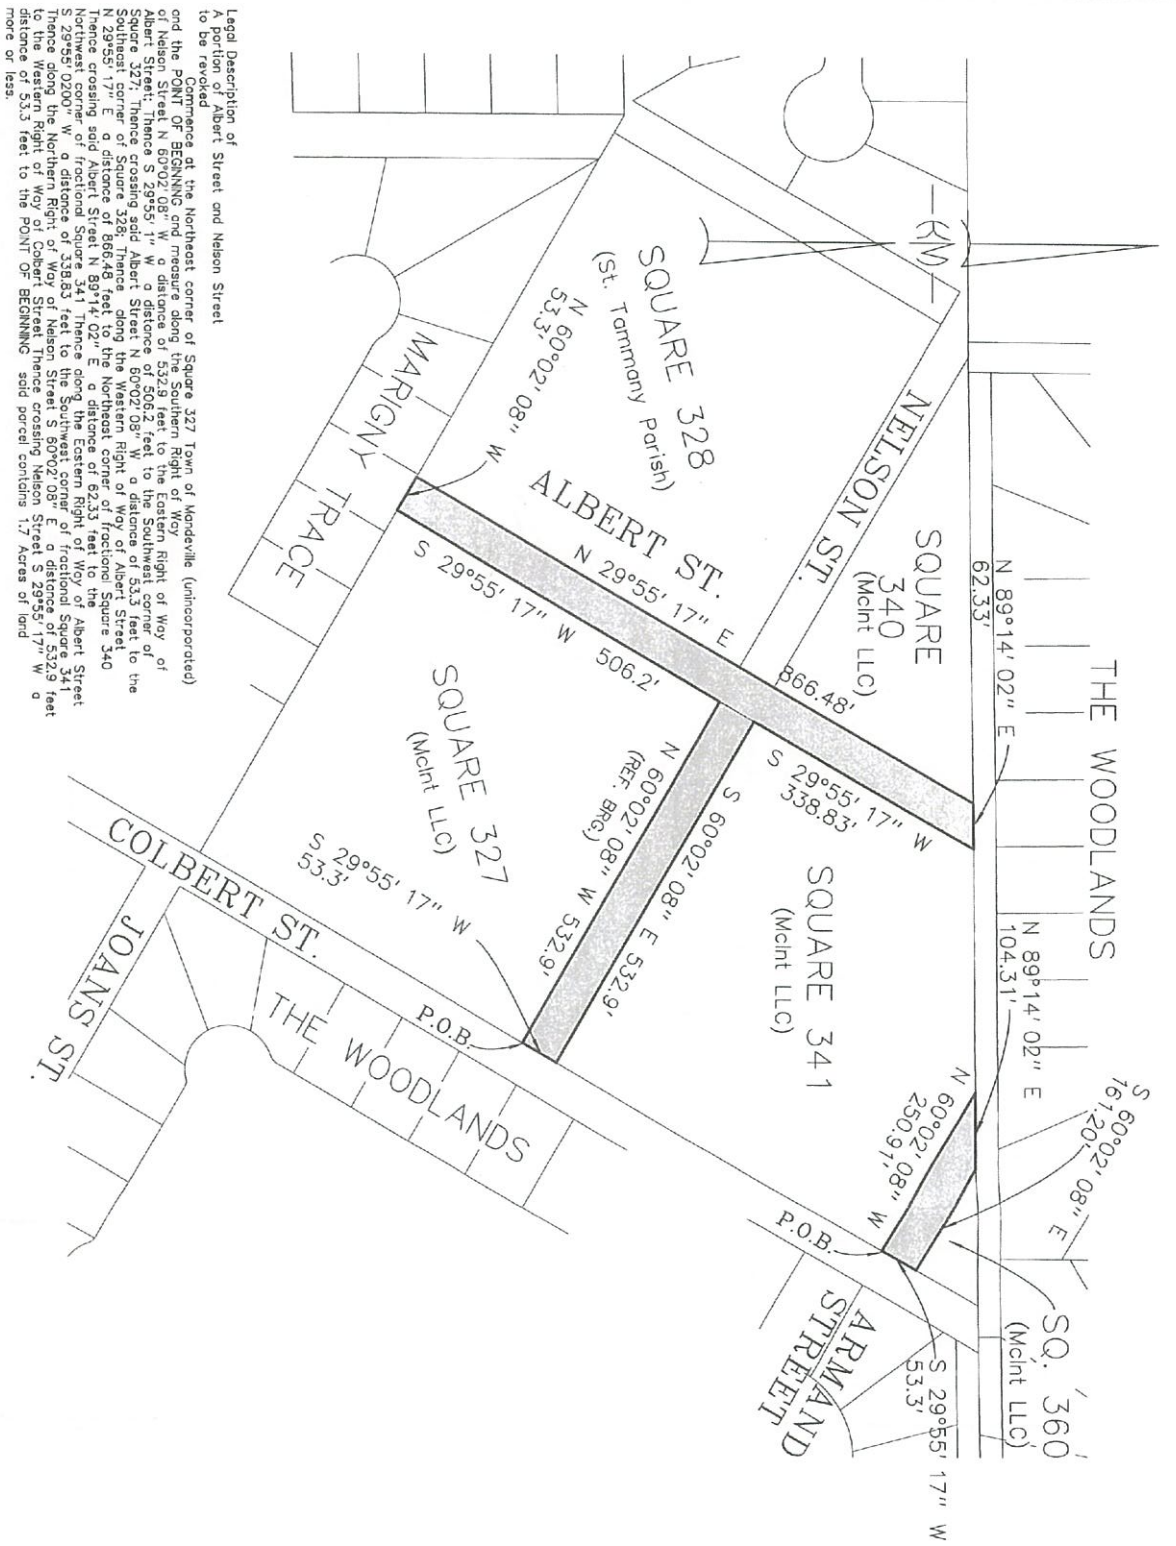 THE WOODLANDS
SQ. 360
(McInt LLC)
S 60°02' 08" E
161.20'
N 89°14' 02" E
104.31'
N 89°14' 02" E
62.33'
S 29°55' 17" W
53.3'
ARMAND
STREET
P.O.B.
N 60°02' 08" W
250.91'
SQUARE
340
(McInt LLC)
NELSON ST.
866.48'
S 29°55' 17" W
338.83'
SQUARE 341
(McInt LLC)
S 60°02' 08" E 532.9'
N 60°02' 08" W 532.9'
(REF. BRG.)
SQUARE 328
(St. Tammany Parish)
ALBERT ST.
N 29°55' 17" E
N 60°02' 08" W
53.3'
S 29°55' 17" W 506.2'
SQUARE 327
(McInt LLC)
S 29°55' 17" W
53.3'
P.O.B.
MARIGNY TRACE
COLBERT ST.
THE WOODLANDS
JOANS ST.
Legal Description of
A portion of Albert Street and Nelson Street
to be revoked
Commence at the Northeast corner of Square 327 Town of Mandeville (unincorporated)
and the POINT OF BEGINNING and measure along the Southern Right of Way
of Nelson Street N 60°02' 08" W a distance of 532.9 feet to the Eastern Right of Way of
Albert Street; Thence S 29°55' 1" W a distance of 506.2 feet to the Southwest corner of
Square 327; Thence crossing said Albert Street N 60°02' 08" W a distance of 53.3 feet to the
Southeast corner of Square 328; Thence along the Western Right of Way of Albert Street
N 29°55' 17" E a distance of 866.48 feet to the Northeast corner of fractional Square 340
Thence crossing said Albert Street N 89°14' 02" E a distance of 62.33 feet to the
Northwest corner of fractional Square 341 Thence along the Eastern Right of Way of Albert Street
S 29°55' 0200" W a distance of 338.83 feet to the Southwest corner of fractional Square 341
Thence along the Northern Right of Way of Nelson Street S 60°02' 08" E a distance of 532.9 feet
to the Western Right of Way of Colbert Street Thence crossing Nelson Street S 29°55' 17" W a
distance of 53.3 feet to the POINT OF BEGINNING said parcel contains 1.7 Acres of land
more or less.